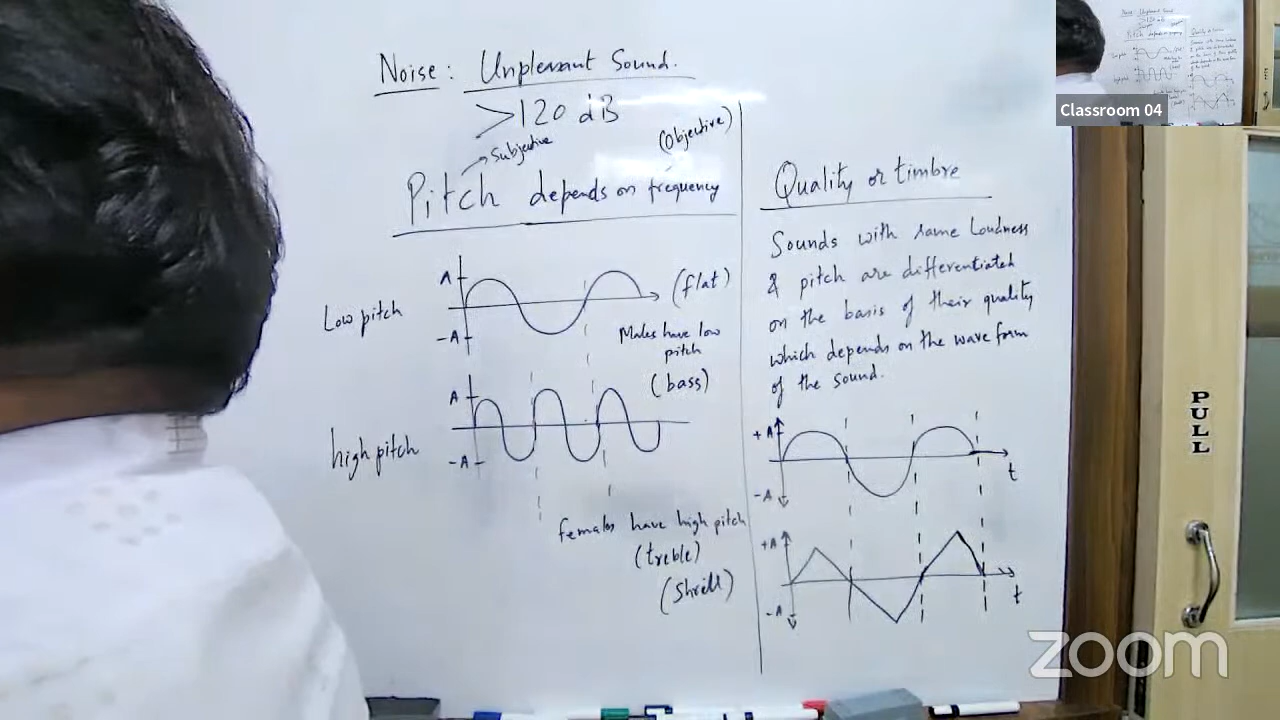 Noise: Unpleasant Sound.
>120 dB
Subjective
(Objective)
Pitch depends on frequency
Low pitch
A
-A
(flat)
Males have low
pitch
(bass)
high pitch
A
-A
females have high pitch
(treble)
(Shrill)
Quality or timbre
Sounds with same Loudness
& pitch are differentiated
on the basis of their quality
which depends on the wave form
of the sound.
+A
-A
t
+A
-A
t
Classroom 04
PULL
zoom